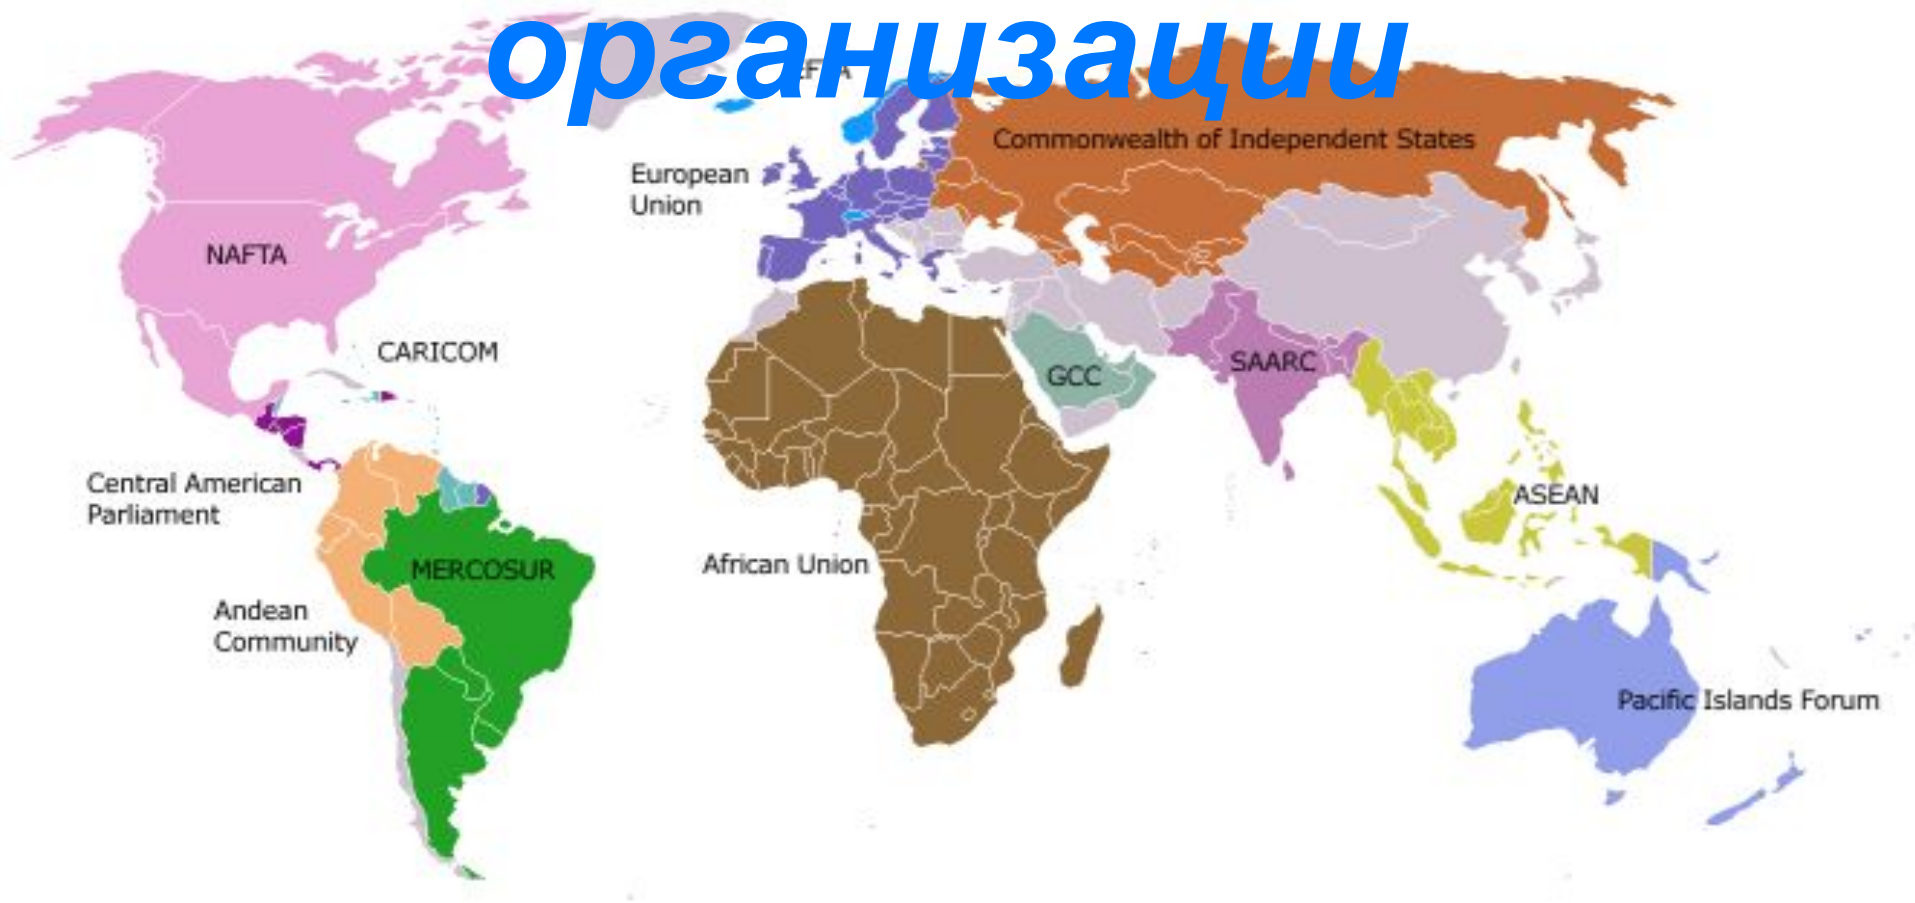 организации
European
Union
Commonwealth of Independent States
NAFTA
CARICOM
GCC
SAARC
Central American
Parliament
ASEAN
African Union
MERCOSUR
Andean
Community
Pacific Islands Forum